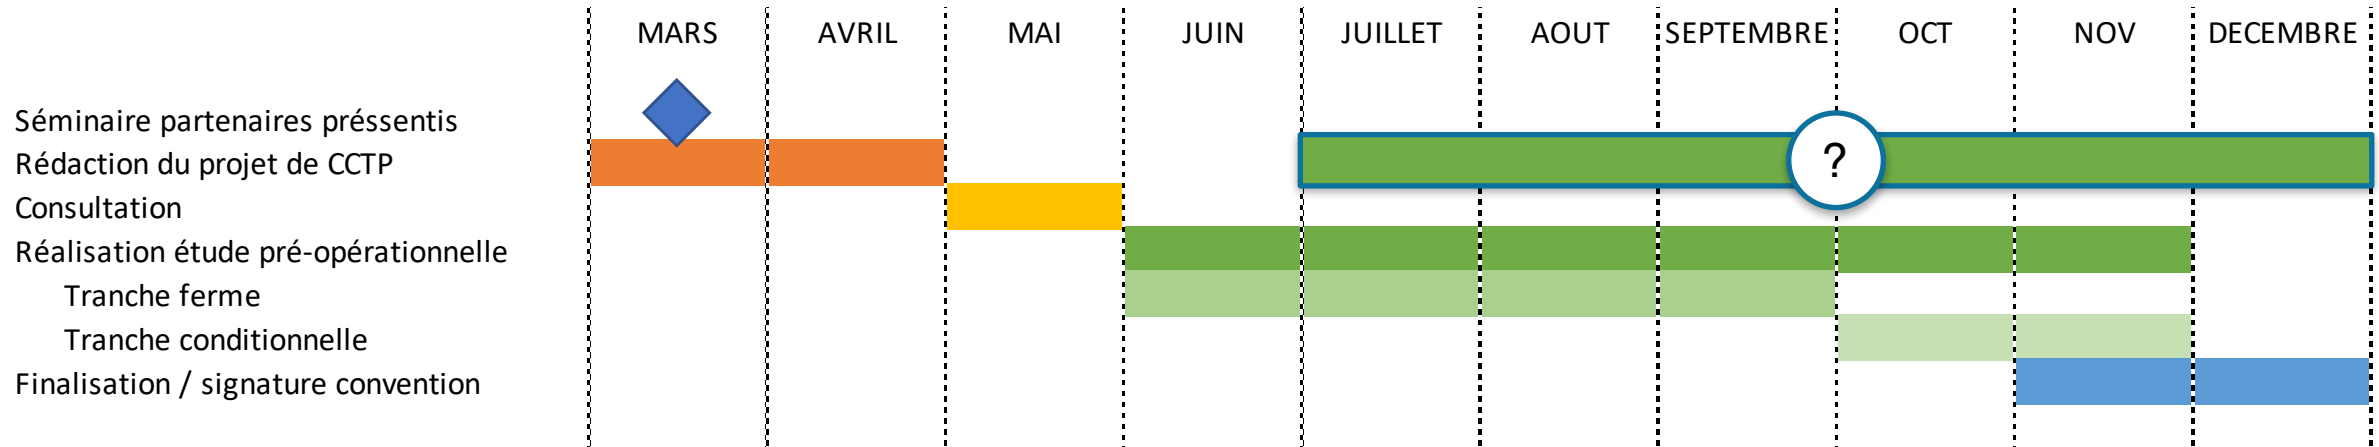 MARS AVRIL MAI JUIN JUILLET AOUT SEPTEMBRE OCT NOV DECEMBRE
Séminaire partenaires préssentis
Rédaction du projet de CCTP
?
Consultation
Réalisation étude pré-opérationnelle
Tranche ferme
Tranche conditionnelle
Finalisation / signature convention